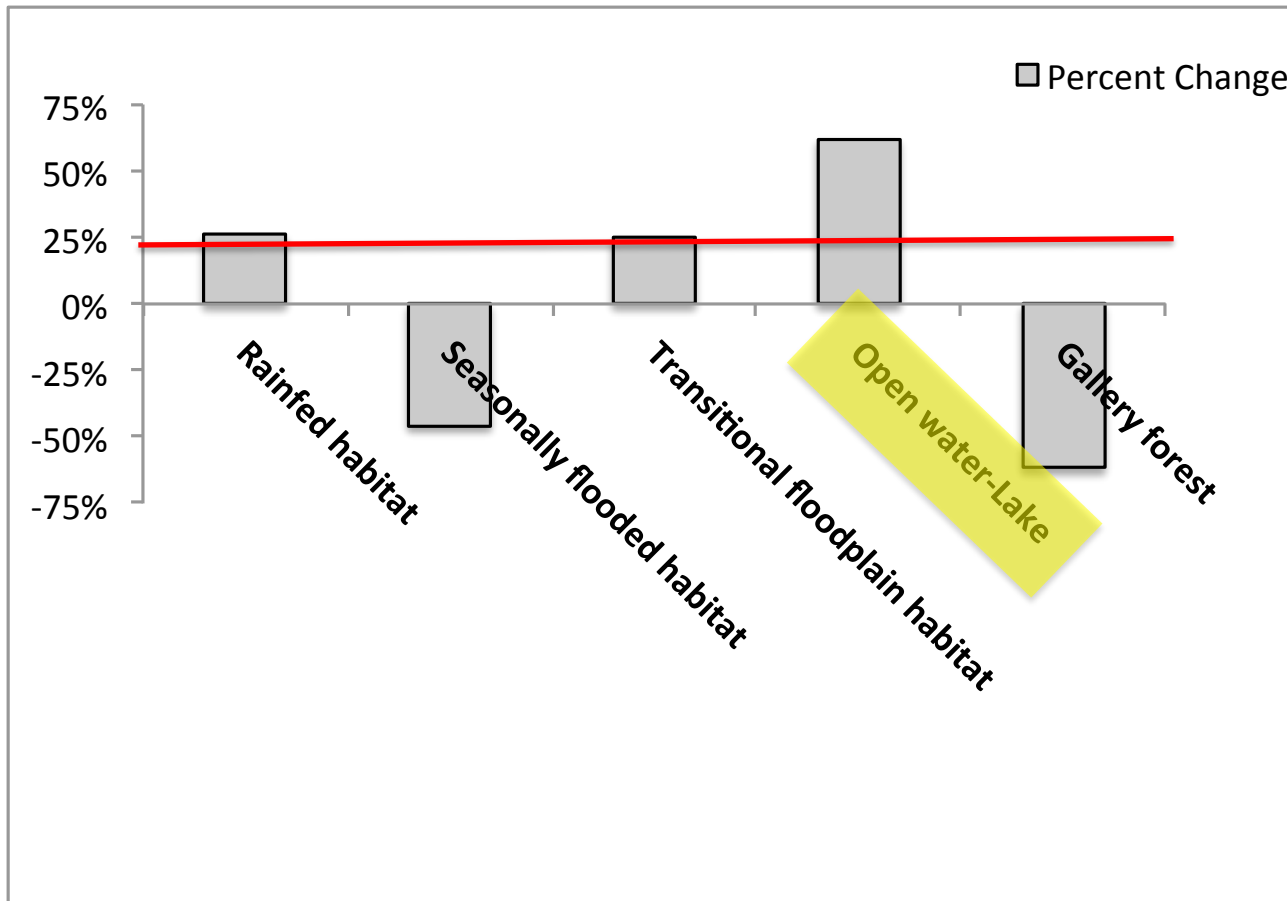 Percent Change
75%
50%
25%
0%
-25%
-50%
-75%
Rainfed habitat
Seasonally flooded habitat
Transitional floodplain habitat
Open water-Lake
Gallery forest